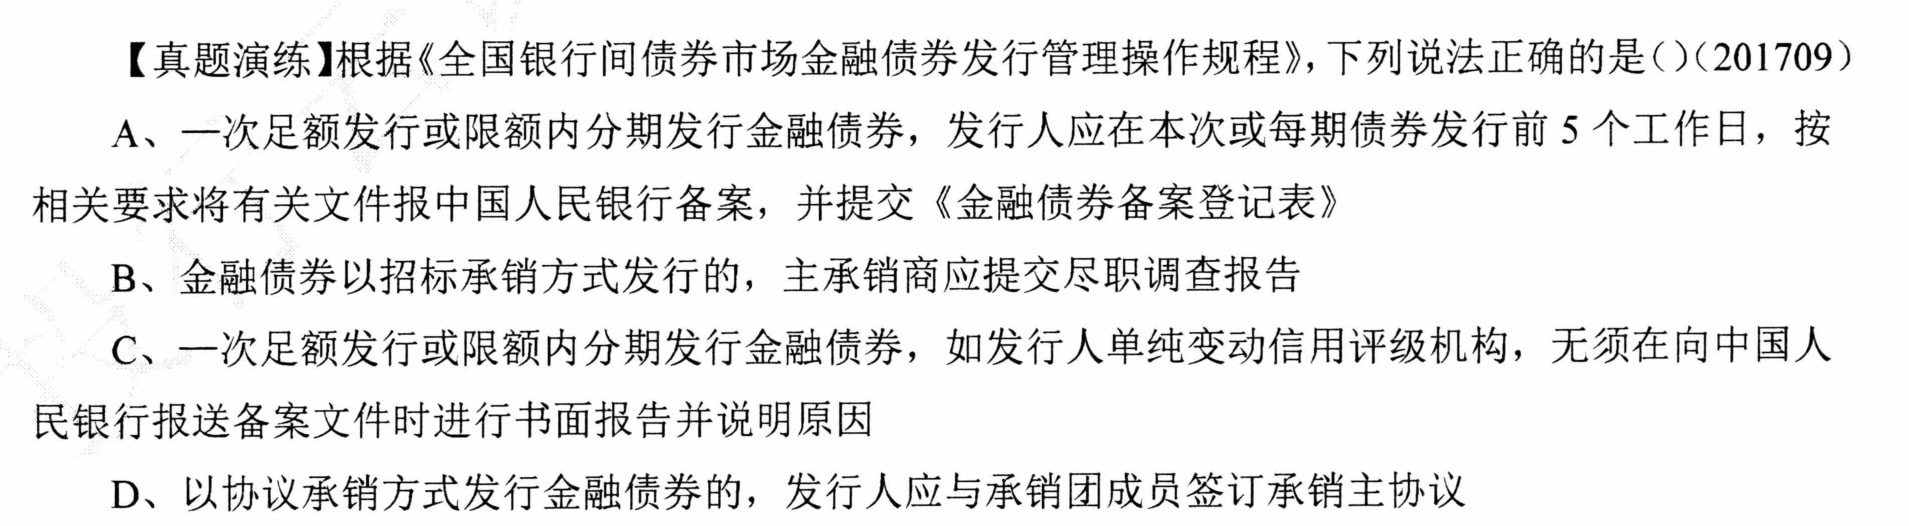 【真题演练】根据《全国银行间债券市场金融债券发行管理操作规程》，下列说法正确的是（）（201709）
A、一次足额发行或限额内分期发行金融债券，发行人应在本次或每期债券发行前 5 个工作日，按
相关要求将有关文件报中国人民银行备案，并提交《金融债券备案登记表》
B、金融债券以招标承销方式发行的，主承销商应提交尽职调查报告
C、一次足额发行或限额内分期发行金融债券，如发行人单纯变动信用评级机构，无须在向中国人
民银行报送备案文件时进行书面报告并说明原因
D、以协议承销方式发行金融债券的，发行人应与承销团成员签订承销主协议